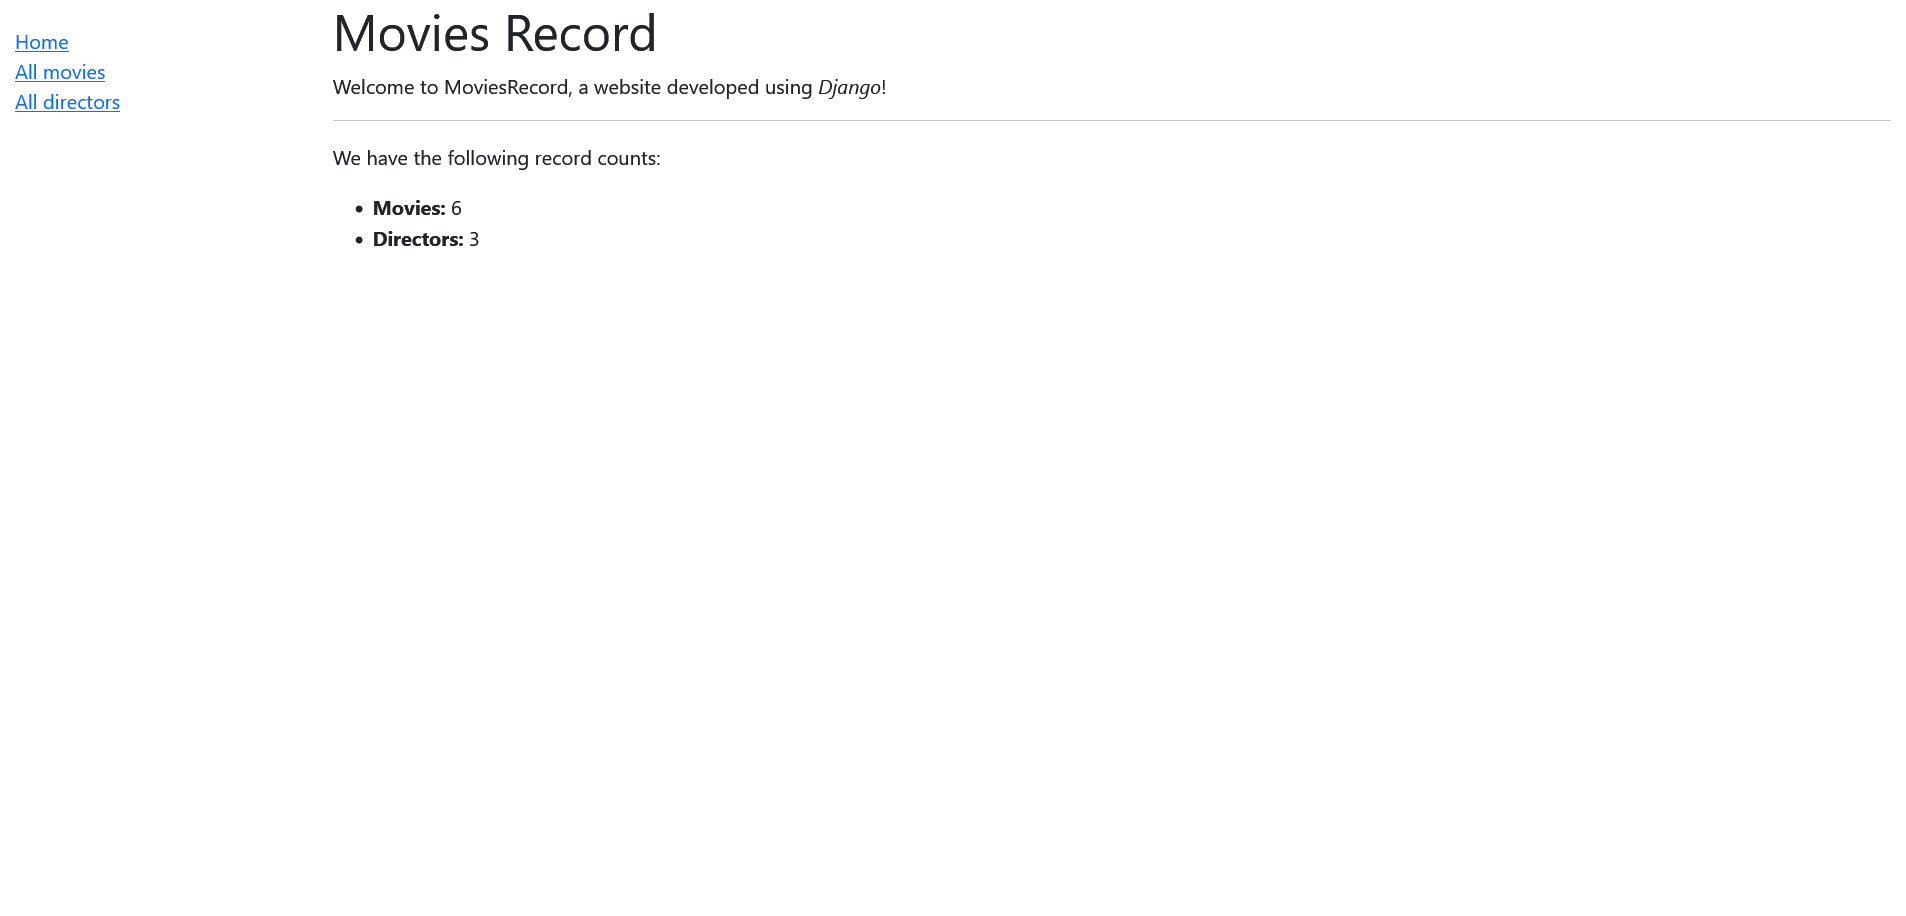 Home
All movies
All directors
Movies Record
Welcome to MoviesRecord, a website developed using Django!
We have the following record counts:
Movies: 6
Directors: 3